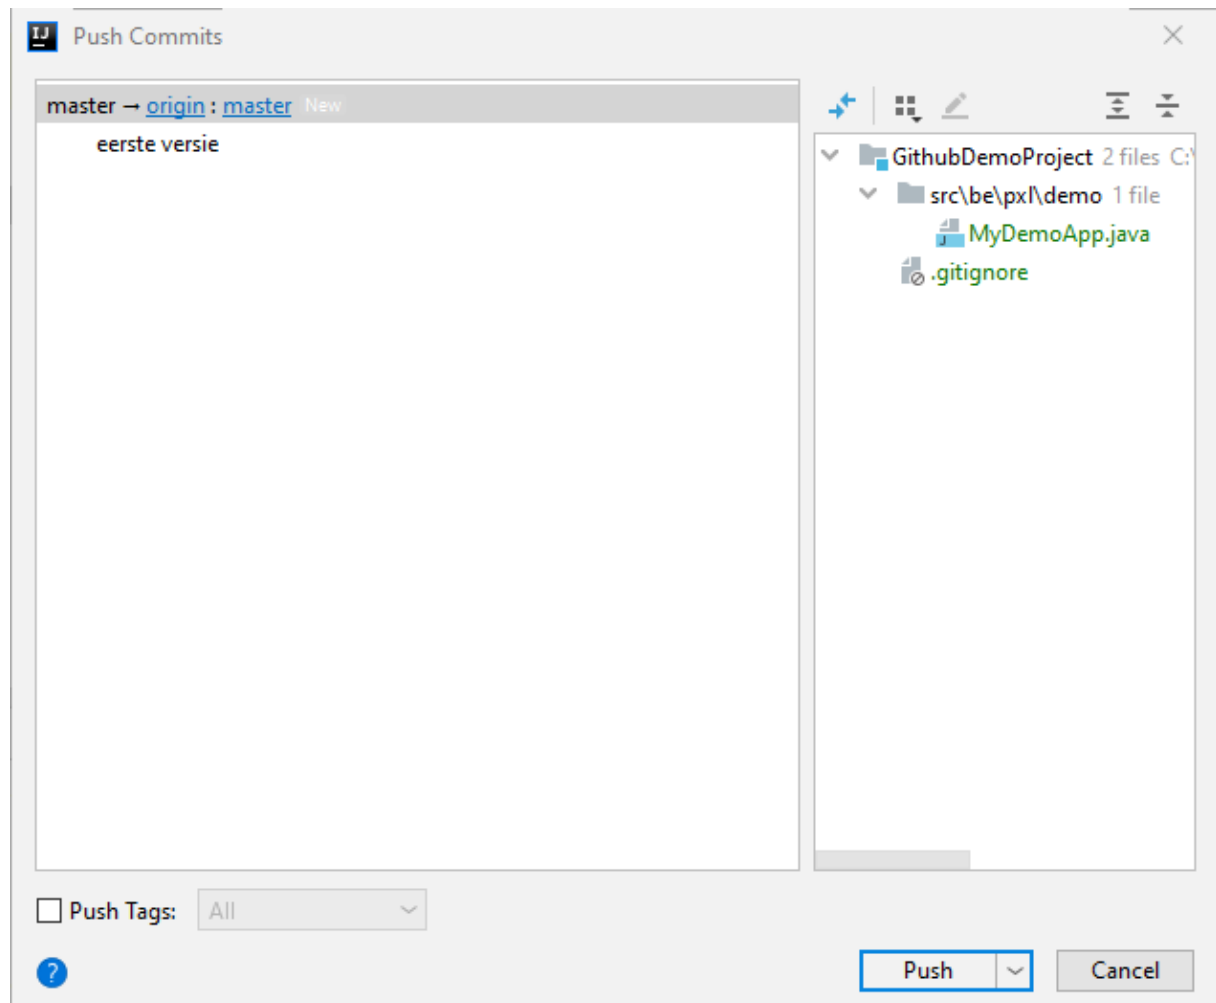 IJ
Push Commits
master → origin : master New
eerste versie
GithubDemoProject 2 files C:\
src\be\pxl\demo 1 file
J MyDemoApp.java
.gitignore
Push Tags: All
?
Push
Cancel